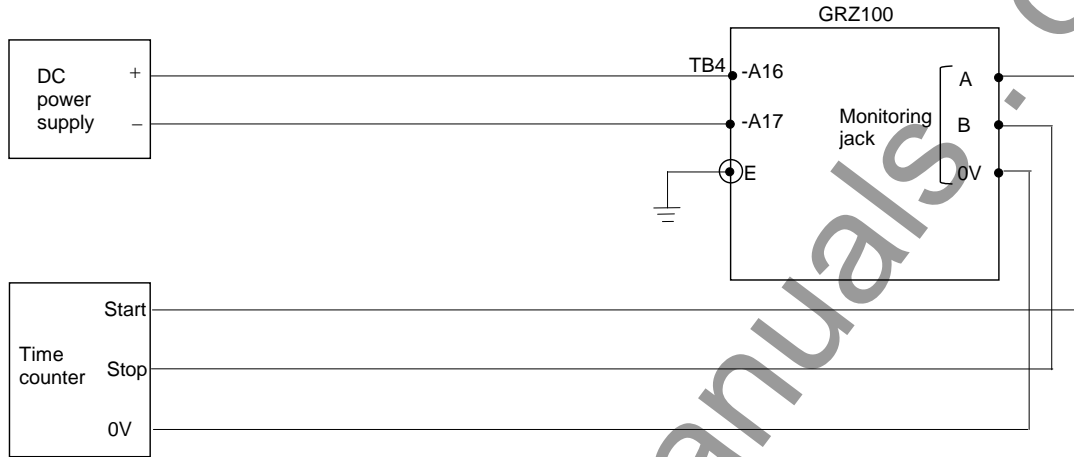 GRZ100
DC
power
supply
+
−
TB4
-A16
-A17
E
Monitoring
jack
A
B
0V
Time
counter
Start
Stop
0V